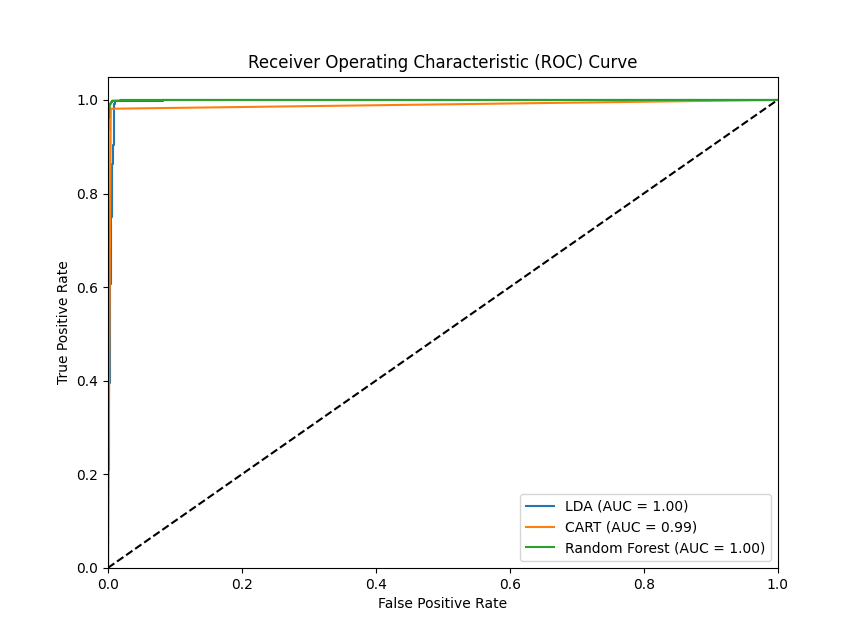 Receiver Operating Characteristic (ROC) Curve
1.0
0.8
0.6
0.4
0.2
0.0
True Positive Rate
LDA (AUC = 1.00)
CART (AUC = 0.99)
Random Forest (AUC = 1.00)
0.0 0.2 0.4 0.6 0.8 1.0
False Positive Rate